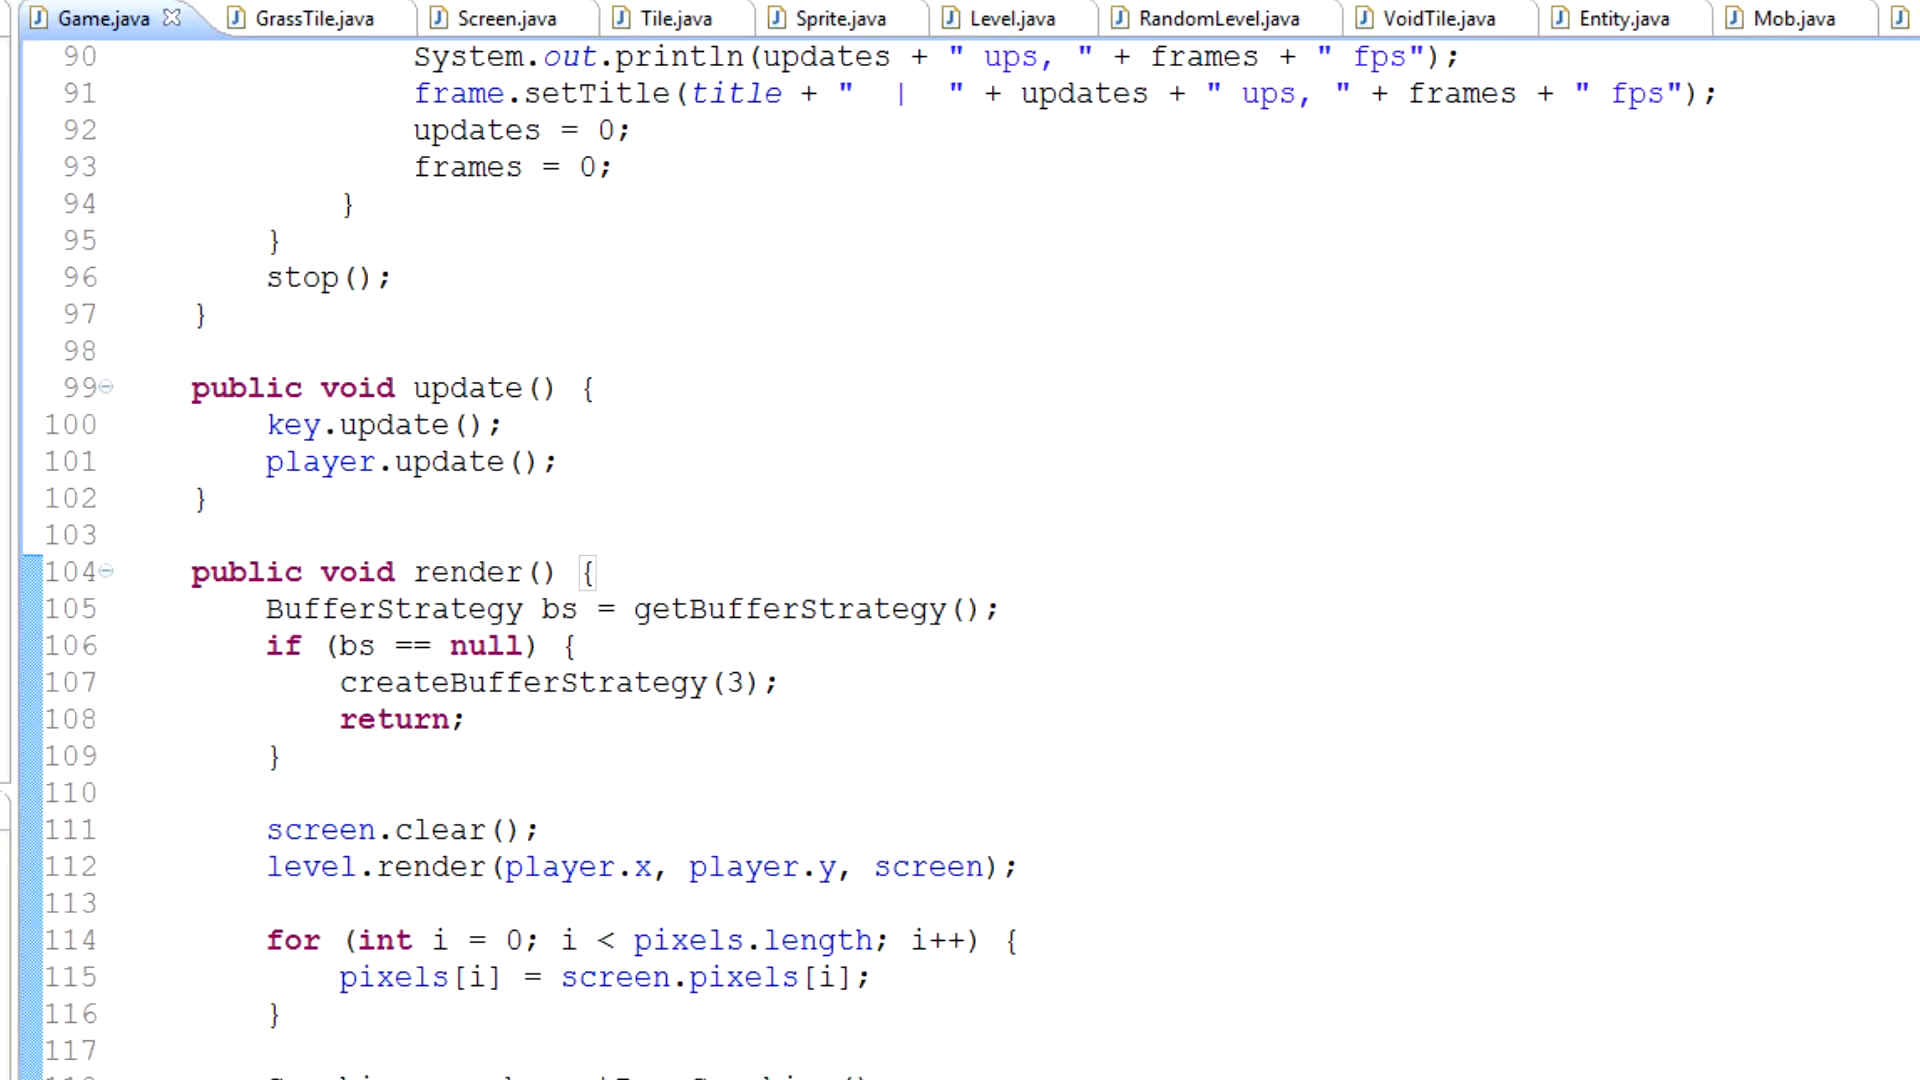 Game.java GrassTile.java Screen.java Tile.java Sprite.java Level.java RandomLevel.java VoidTile.java Entity.java Mob.java
90 System.out.println(updates + " ups, " + frames + " fps");
91 frame.setTitle(title + "  |  " + updates + " ups, " + frames + " fps");
92 updates = 0;
93 frames = 0;
94 }
95 }
96 stop();
97 }
98
99 public void update() {
100 key.update();
101 player.update();
102 }
103
104 public void render() {
105 BufferStrategy bs = getBufferStrategy();
106 if (bs == null) {
107 createBufferStrategy(3);
108 return;
109 }
110
111 screen.clear();
112 level.render(player.x, player.y, screen);
113
114 for (int i = 0; i < pixels.length; i++) {
115 pixels[i] = screen.pixels[i];
116 }
117